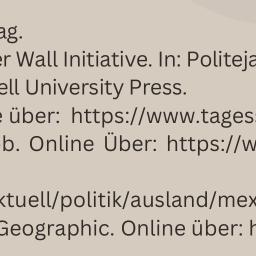 ag.
er Wall Initiative. In: Politeja
ell University Press.
e über: https://www.tages
b. Online Über: https://w
ktuell/politik/ausland/mex
Geographic. Online über: h